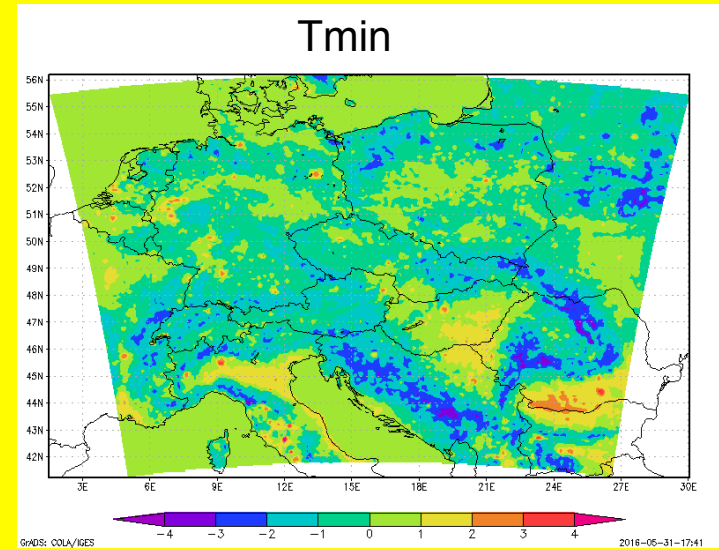 Tmin
56N
55N
54N
53N
52N
51N
50N
49N
48N
47N
46N
45N
44N
43N
42N
3E 6E 9E 12E 15E 18E 21E 24E 27E 30E
-4 -3 -2 -1 0 1 2 3 4
GrADS: COLA/IGES 2016-05-31-17:41